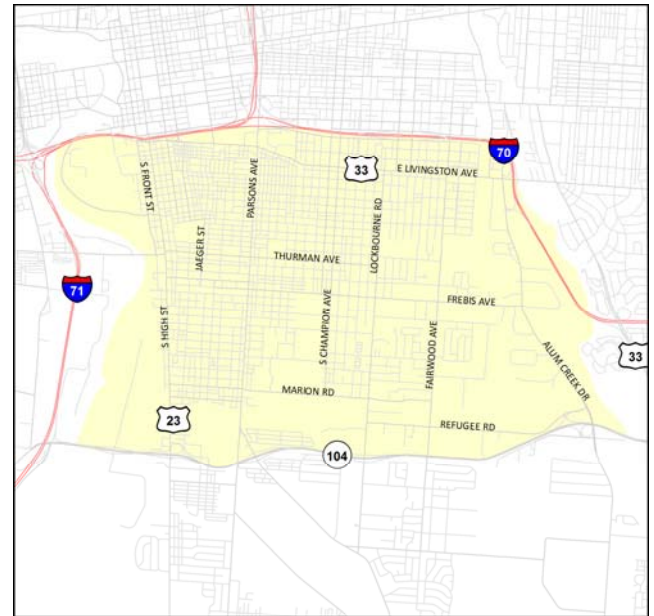 70
33
E LIVINGSTON AVE
S FRONT ST
PARSONS AVE
JAEGER ST
LOCKBOURNE RD
THURMAN AVE
71
FREBIS AVE
S HIGH ST
S CHAMPION AVE
FAIRWOOD AVE
ALUM CREEK DR
33
MARION RD
23
REFUGEE RD
104